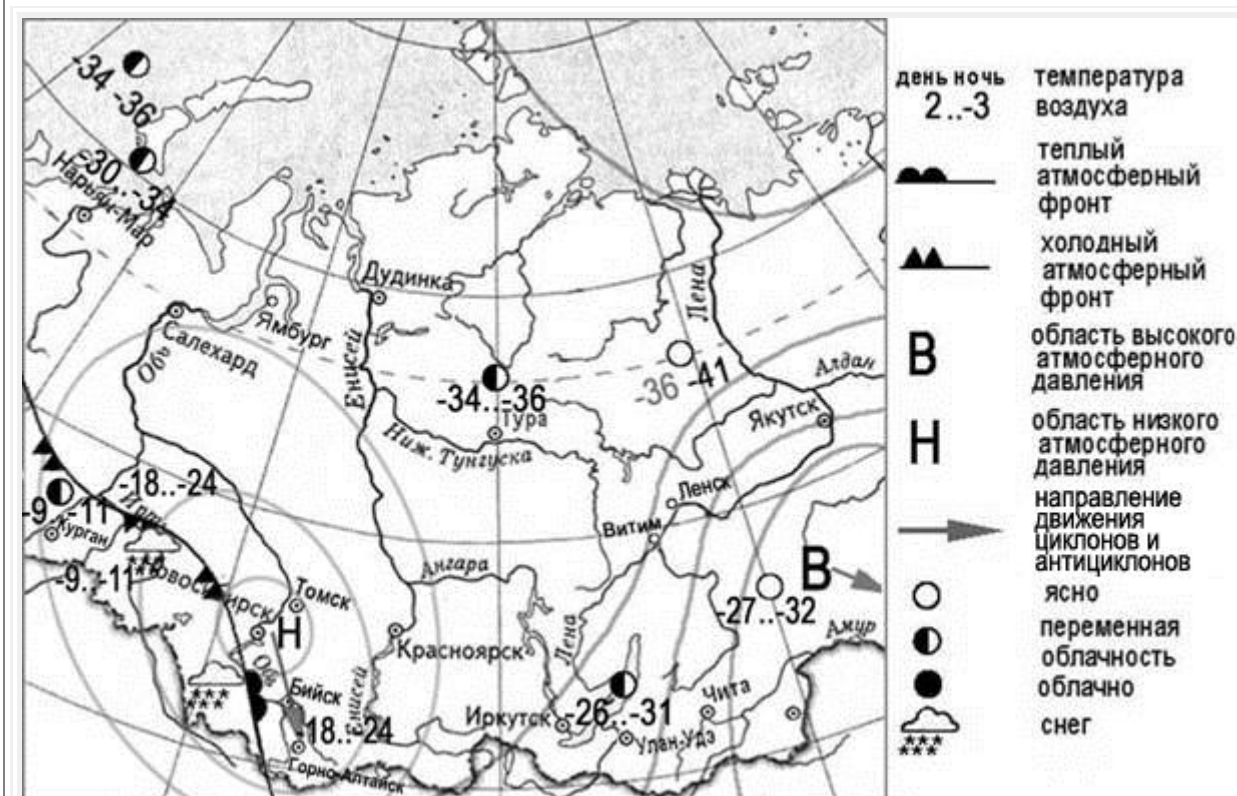 -34 -36
-30..-34
Нарьян-Мар
Дудинка
Ямбург
Салехард
Обь
Енисей
Лена
-34..-36
Тура
Ниж. Тунгуска
-36 -41
Алдан
Якутск
-18..-24
Ирт
-9 -11
Курган
-9..-11
Новосибирск
Томск
Н
Обь
Бийск
-18..-24
Горно-Алтайск
Енисей
Красноярск
Ангара
Ленск
Витим
Лена
В
-27..-32
Амур
Иркутск
-26..-31
Чита
Улан-Удэ
день ночь
2..-3
температура
воздуха
теплый
атмосферный
фронт
холодный
атмосферный
фронт
В
область высокого
атмосферного
давления
Н
область низкого
атмосферного
давления
направление
движения
циклонов и
антициклонов
ясно
переменная
облачность
облачно
снег